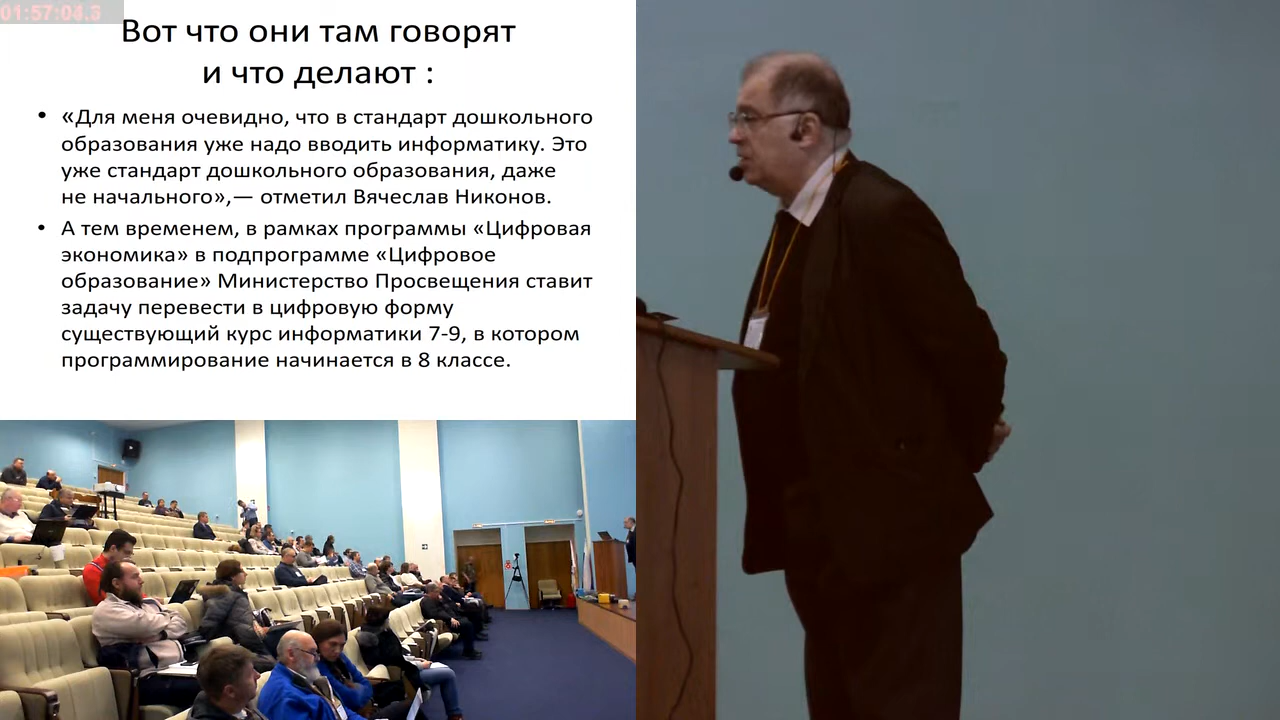 01:57:04.3
Вот что они там говорят
и что делают :
• «Для меня очевидно, что в стандарт дошкольного
образования уже надо вводить информатику. Это
уже стандарт дошкольного образования, даже
не начального»,— отметил Вячеслав Никонов.
• А тем временем, в рамках программы «Цифровая
экономика» в подпрограмме «Цифровое
образование» Министерство Просвещения ставит
задачу перевести в цифровую форму
существующий курс информатики 7-9, в котором
программирование начинается в 8 классе.